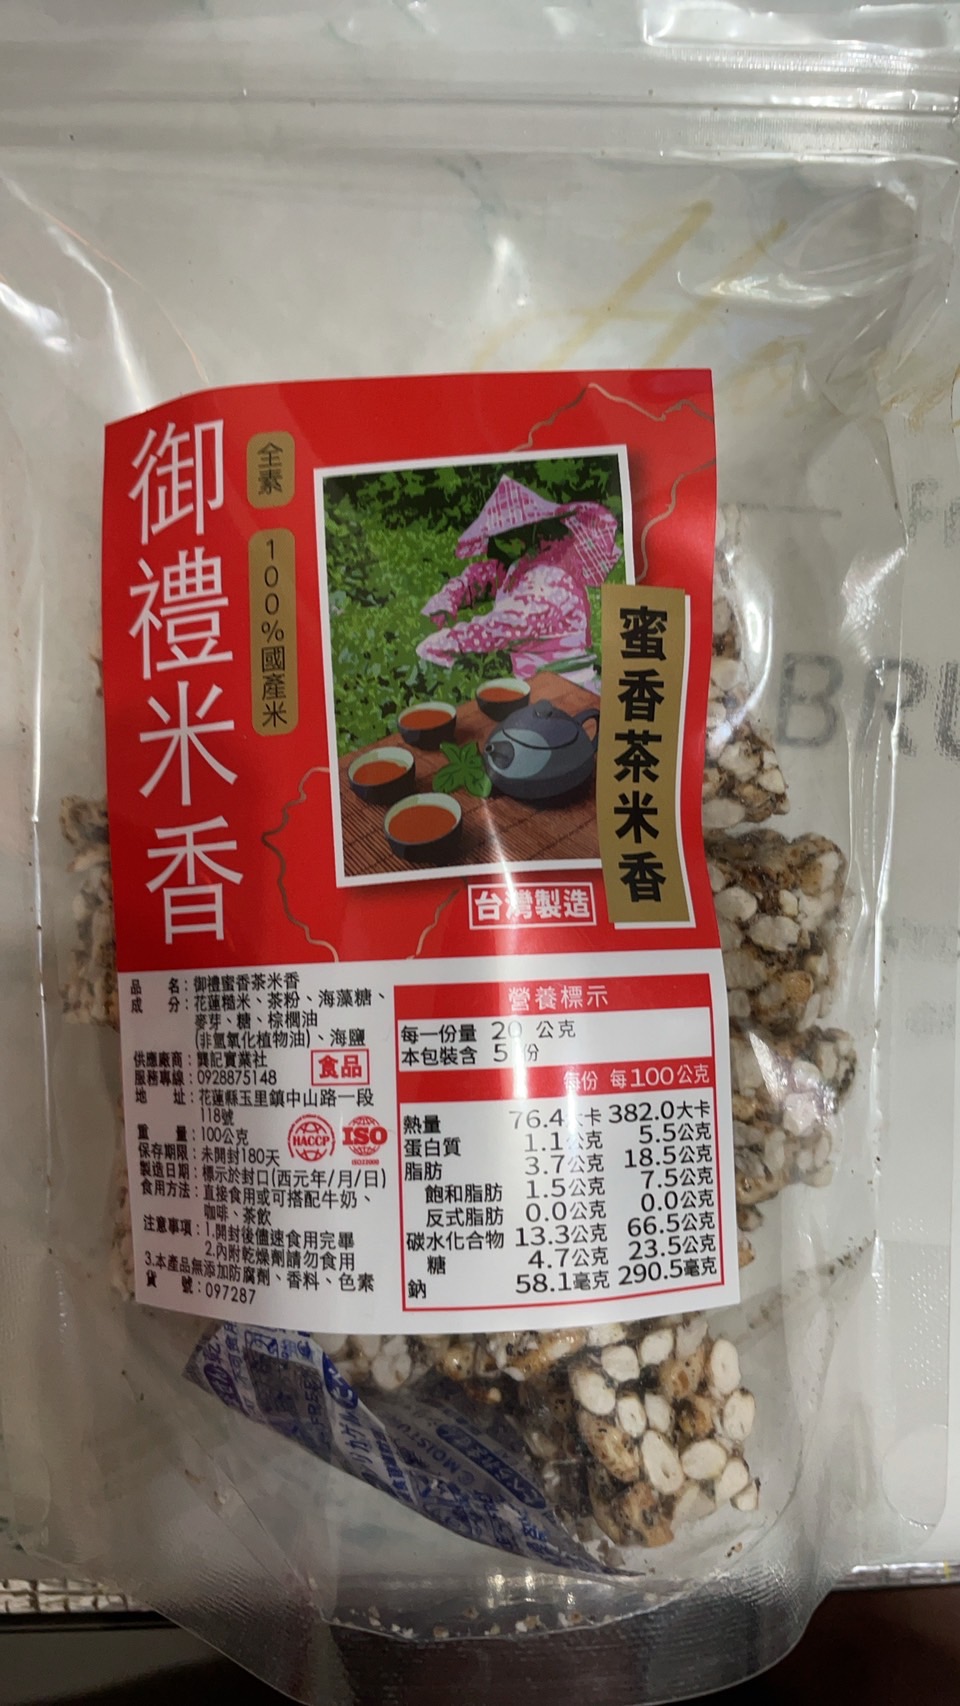 御禮米香
全素
100%國產米
蜜香茶米香
台灣製造
品名：御禮蜜香茶米香
成分：花蓮糙米、茶粉、海藻糖、
麥芽、糖、棕櫚油
(非氫氧化植物油)、海鹽
供應廠商：龔記實業社
服務專線：0928875148
食品
地址：花蓮縣玉里鎮中山路一段
118號
重量：100公克
保存期限：未開封180天
HACCP
ISO
ISO22000
製造日期：標示於封口(西元年/月/日)
食用方法：直接食用或可搭配牛奶、
咖啡、茶飲
注意事項：1.開封後儘速食用完畢
2.內附乾燥劑請勿食用
3.本產品無添加防腐劑、香料、色素
貨號：097287
營養標示
每一份量 20 公克
本包裝含 5 份
每份 每100公克
熱量 76.4大卡 382.0大卡
蛋白質 1.1公克 5.5公克
脂肪 3.7公克 18.5公克
飽和脂肪 1.5公克 7.5公克
反式脂肪 0.0公克 0.0公克
碳水化合物 13.3公克 66.5公克
糖 4.7公克 23.5公克
鈉 58.1毫克 290.5毫克